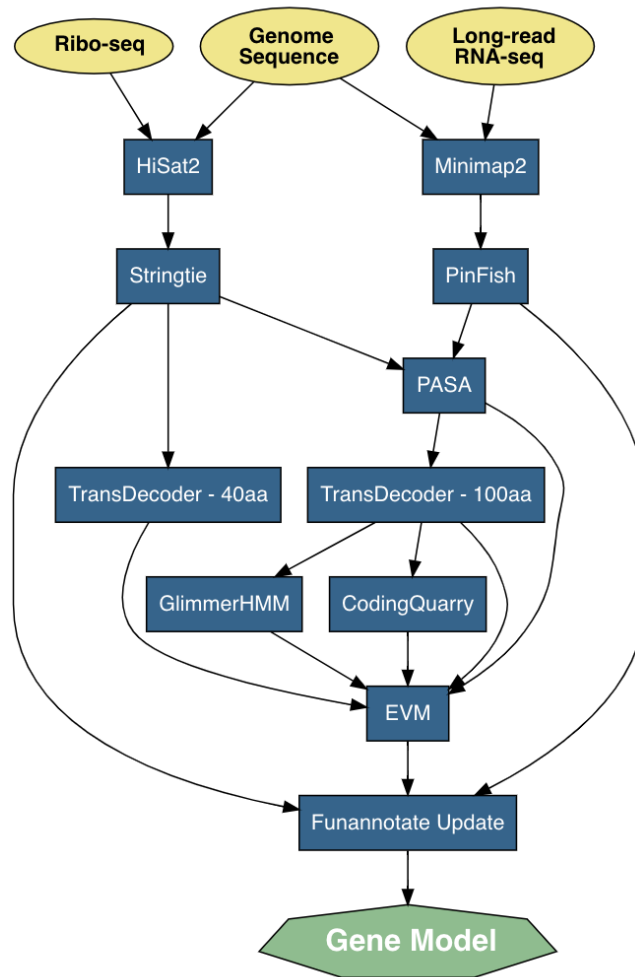 Ribo-seq
Genome
Sequence
Long-read
RNA-seq
HiSat2
Minimap2
Stringtie
PinFish
PASA
TransDecoder - 40aa
TransDecoder - 100aa
GlimmerHMM
CodingQuarry
EVM
Funannotate Update
Gene Model